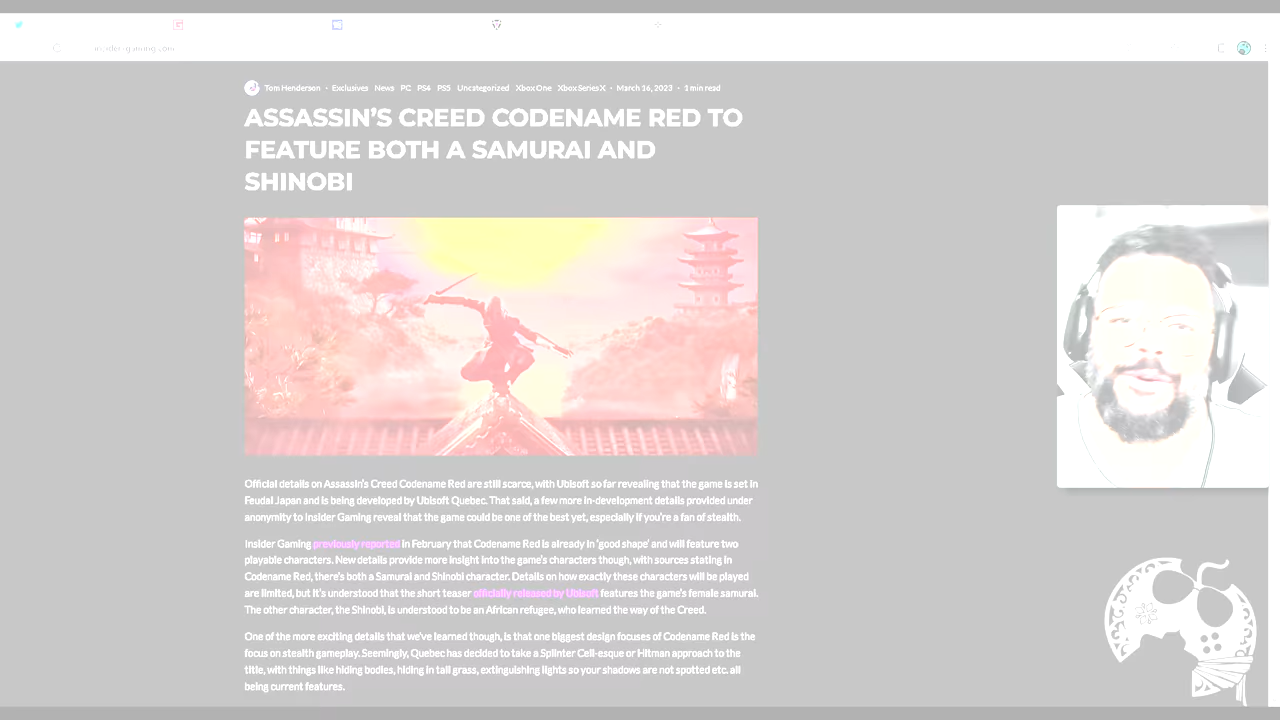 insider-gaming.com
Tom Henderson - Exclusives News PC PS4 PS5 Uncategorized Xbox One Xbox Series X - March 16, 2023 - 1 min read
ASSASSIN'S CREED CODENAME RED TO
FEATURE BOTH A SAMURAI AND
SHINOBI
Official details on Assassin's Creed Codename Red are still scarce, with Ubisoft so far revealing that the game is set in
Feudal Japan and is being developed by Ubisoft Quebec. That said, a few more in-development details provided under
anonymity to Insider Gaming reveal that the game could be one of the best yet, especially if you're a fan of stealth.
Insider Gaming previously reported in February that Codename Red is already in 'good shape' and will feature two
playable characters. New details provide more insight into the game's characters though, with sources stating in
Codename Red, there's both a Samurai and Shinobi character. Details on how exactly these characters will be played
are limited, but it's understood that the short teaser officially released by Ubisoft features the game's female samurai.
The other character, the Shinobi, is understood to be an African refugee, who learned the way of the Creed.
One of the more exciting details that we've learned though, is that one biggest design focuses of Codename Red is the
focus on stealth gameplay. Seemingly, Quebec has decided to take a Splinter Cell-esque or Hitman approach to the
title, with things like hiding bodies, hiding in tall grass, extinguishing lights so your shadows are not spotted etc. all
being current features.